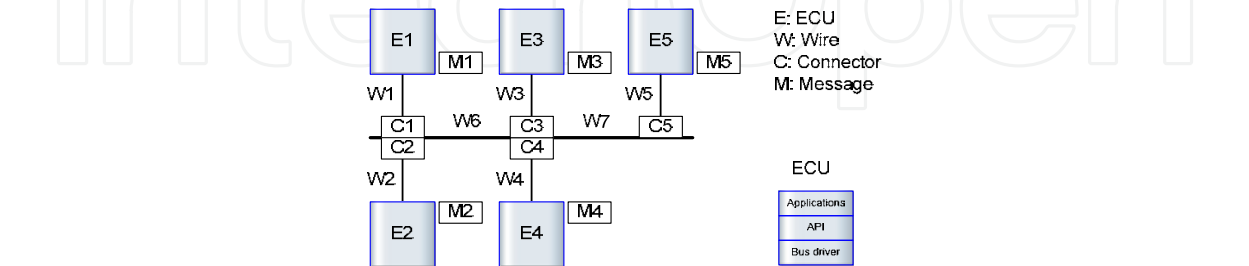 E1
E3
E5
M1
M3
M5
E: ECU
W: Wire
C: Connector
M: Message
W1
W3
W5
C1
W6
C3
W7
C5
C2
C4
W2
W4
E2
M2
E4
M4
ECU
Applications
API
Bus driver